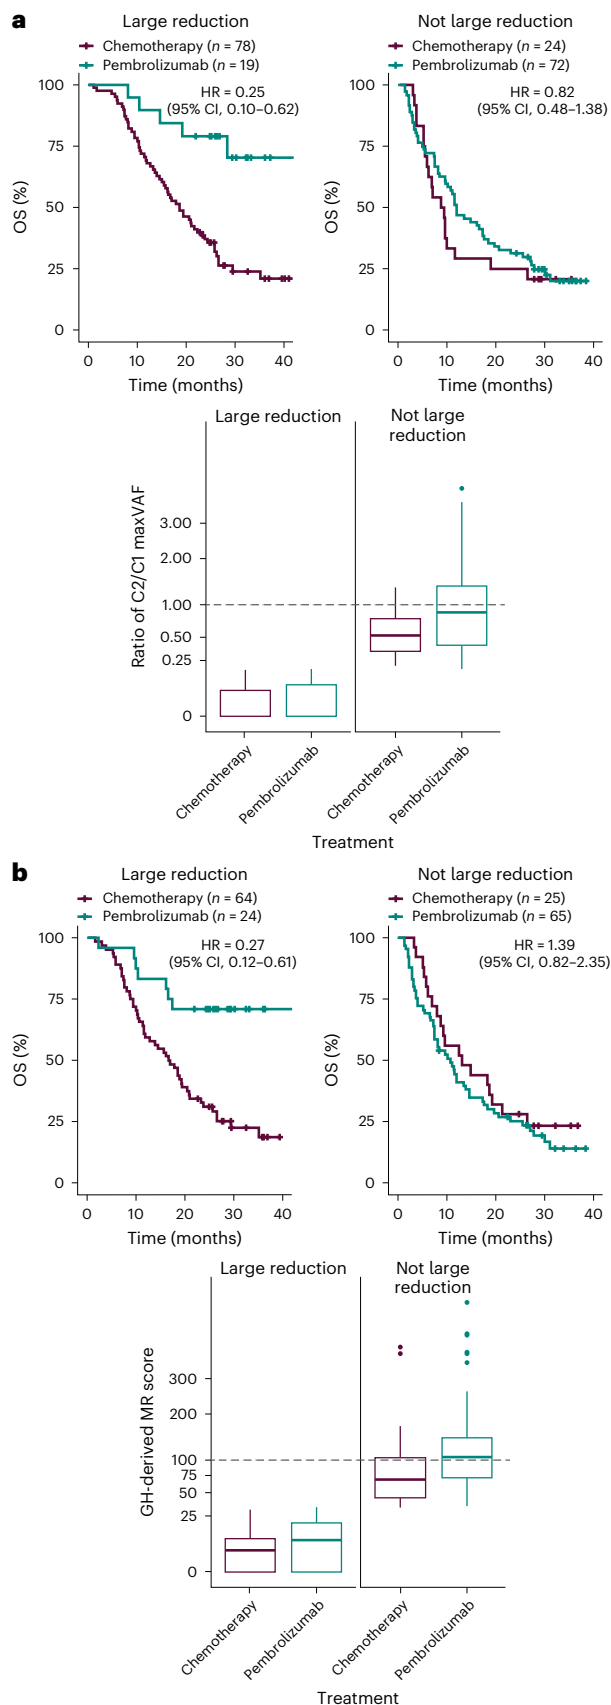 a
Large reduction
Chemotherapy (n = 78)
Pembrolizumab (n = 19)
HR = 0.25
(95% CI, 0.10–0.62)
100
75
50
25
0
OS (%)
0 10 20 30 40
Time (months)
Not large reduction
Chemotherapy (n = 24)
Pembrolizumab (n = 72)
HR = 0.82
(95% CI, 0.48–1.38)
100
75
50
25
0
OS (%)
0 10 20 30 40
Time (months)
Large reduction
Not large
reduction
Ratio of C2/C1 maxVAF
3.00
2.00
1.00
0.50
0.25
0
Chemotherapy
Pembrolizumab
Chemotherapy
Pembrolizumab
Treatment
b
Large reduction
Chemotherapy (n = 64)
Pembrolizumab (n = 24)
HR = 0.27
(95% CI, 0.12–0.61)
100
75
50
25
0
OS (%)
0 10 20 30 40
Time (months)
Not large reduction
Chemotherapy (n = 25)
Pembrolizumab (n = 65)
HR = 1.39
(95% CI, 0.82–2.35)
100
75
50
25
0
OS (%)
0 10 20 30 40
Time (months)
Large reduction
Not large
reduction
GH-derived MR score
300
200
100
75
50
25
0
Chemotherapy
Pembrolizumab
Chemotherapy
Pembrolizumab
Treatment